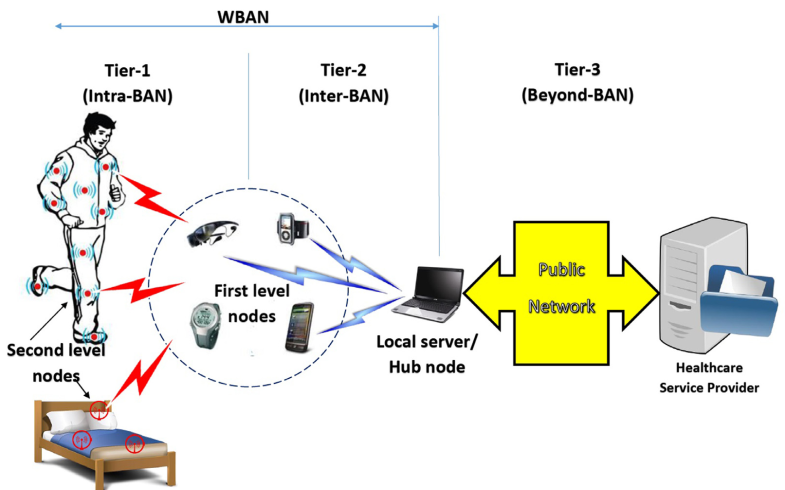 WBAN
Tier-1
(Intra-BAN)
Tier-2
(Inter-BAN)
Tier-3
(Beyond-BAN)
First level
nodes
Second level
nodes
Local server/
Hub node
Public
Network
Healthcare
Service Provider